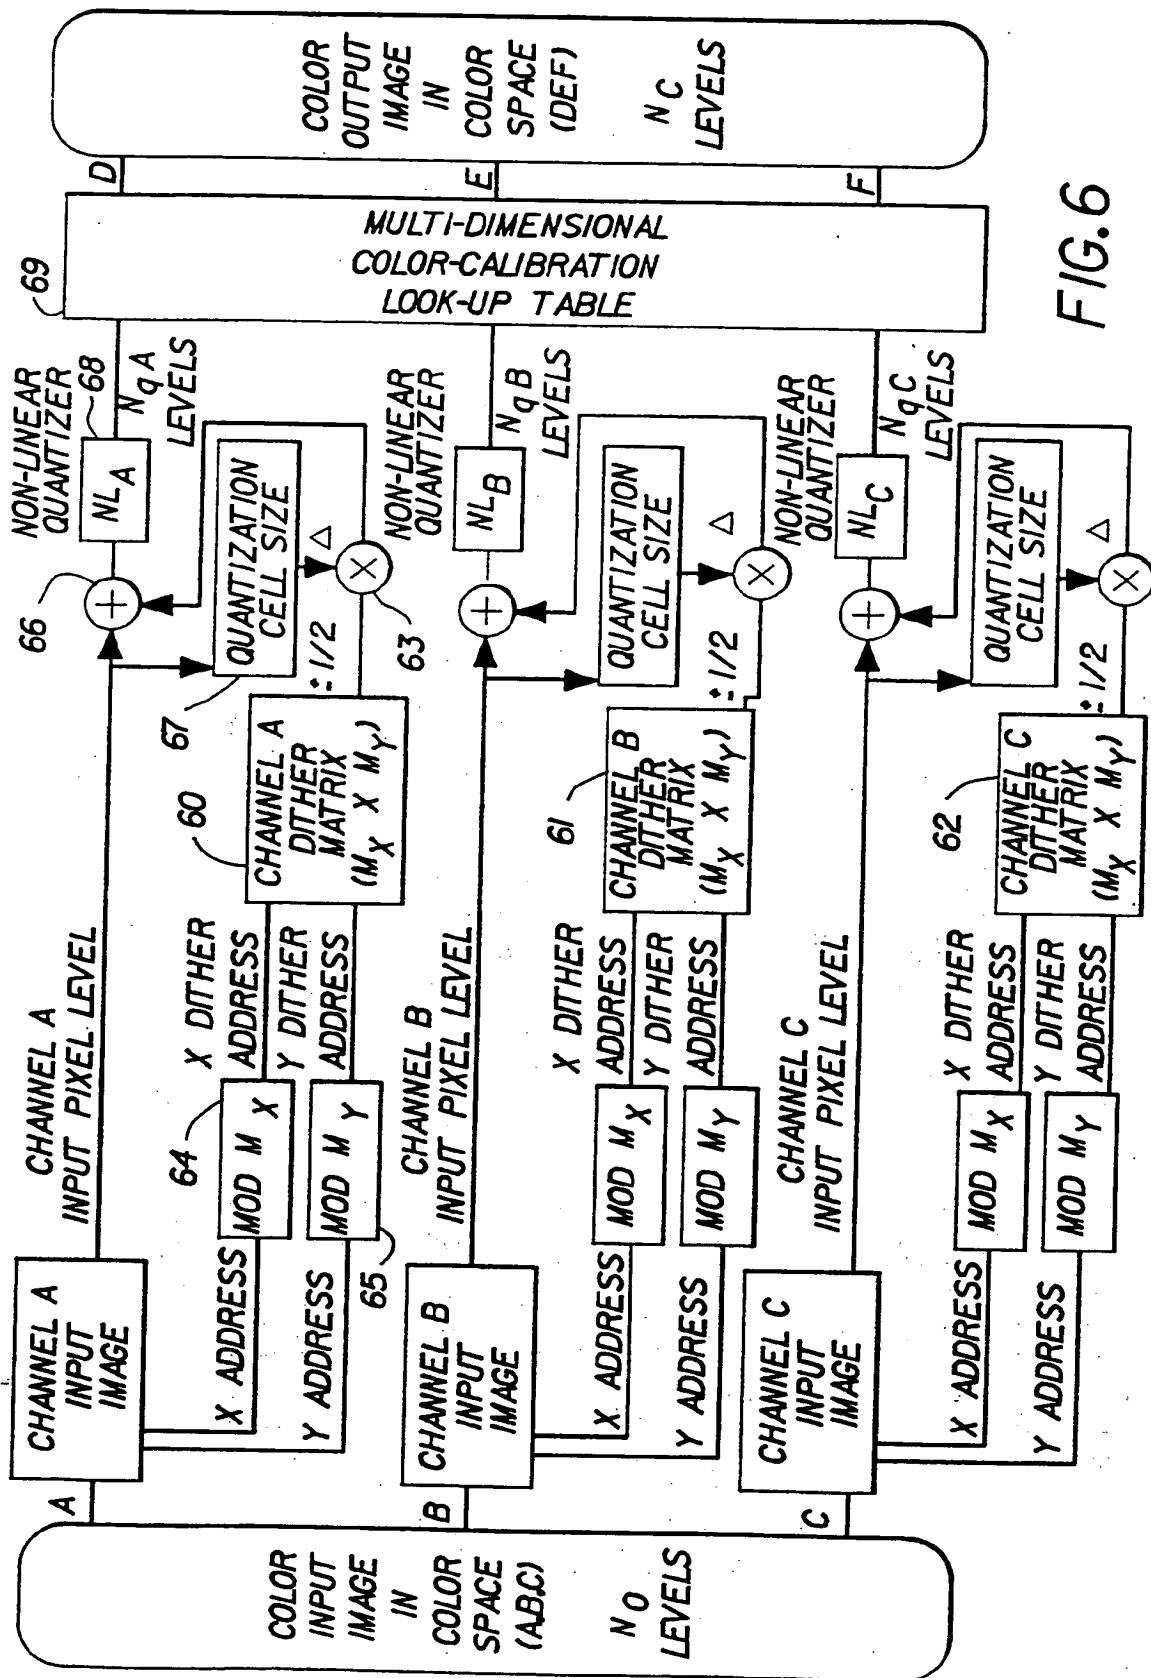 COLOR
INPUT
IMAGE
IN
COLOR
SPACE
(A,B,C)
N0
LEVELS
A
B
C
CHANNEL A
INPUT
IMAGE
CHANNEL A
INPUT PIXEL LEVEL
X ADDRESS
Y ADDRESS
64
MOD MX
MOD MY
65
X DITHER
ADDRESS
Y DITHER
ADDRESS
60
CHANNEL A
DITHER
MATRIX
(MX X MY)
± 1/2
67
QUANTIZATION
CELL SIZE
Δ
X
63
66
+
NON-LINEAR
QUANTIZER
NLA
68
NqA
LEVELS
CHANNEL B
INPUT
IMAGE
CHANNEL B
INPUT PIXEL LEVEL
X ADDRESS
Y ADDRESS
MOD MX
MOD MY
X DITHER
ADDRESS
Y DITHER
ADDRESS
61
CHANNEL B
DITHER
MATRIX
(MX X MY)
± 1/2
QUANTIZATION
CELL SIZE
Δ
X
+
NON-LINEAR
QUANTIZER
NLB
NqB
LEVELS
CHANNEL C
INPUT
IMAGE
CHANNEL C
INPUT PIXEL LEVEL
X ADDRESS
Y ADDRESS
MOD MX
MOD MY
X DITHER
ADDRESS
Y DITHER
ADDRESS
62
CHANNEL C
DITHER
MATRIX
(MX X MY)
± 1/2
QUANTIZATION
CELL SIZE
Δ
X
+
NON-LINEAR
QUANTIZER
NLC
NqC
LEVELS
69
MULTI-DIMENSIONAL
COLOR-CALIBRATION
LOOK-UP TABLE
D
E
F
COLOR
OUTPUT
IMAGE
IN
COLOR
SPACE
(DEF)
NC
LEVELS
FIG.6